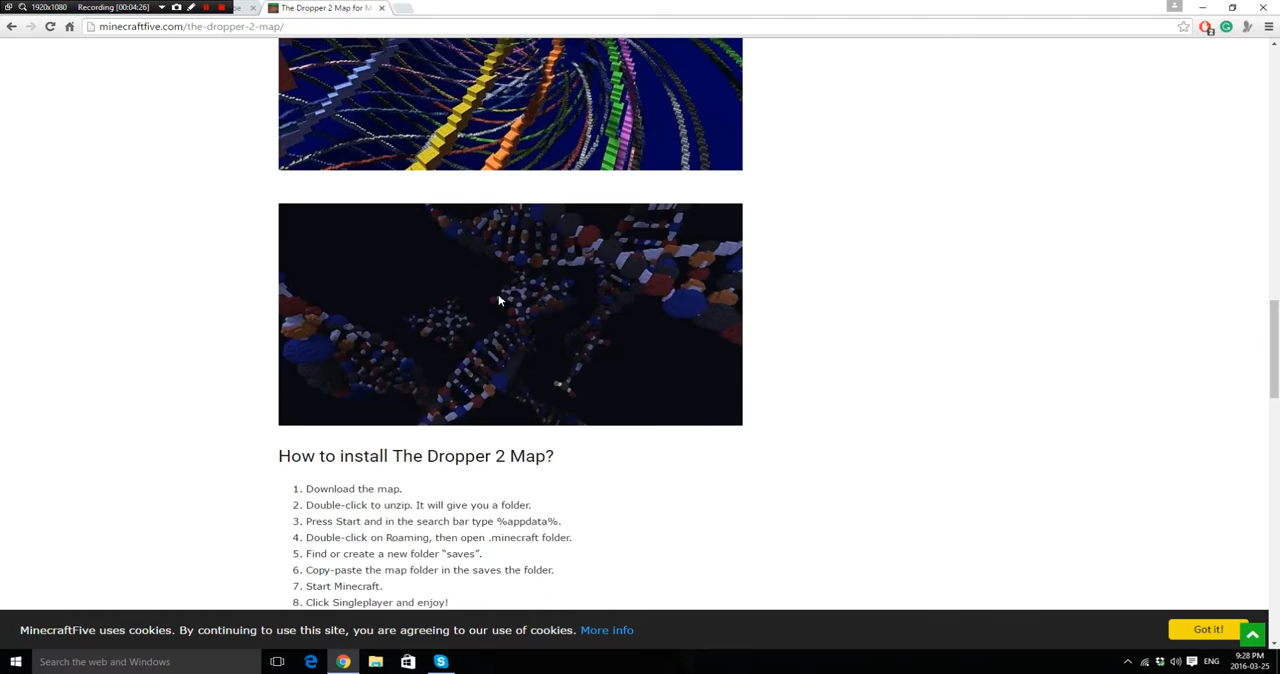 1920x1080 Recording [00:04:26]
The Dropper 2 Map for M
minecraftfive.com/the-dropper-2-map/
How to install The Dropper 2 Map?
1. Download the map.
2. Double-click to unzip. It will give you a folder.
3. Press Start and in the search bar type %appdata%.
4. Double-click on Roaming, then open .minecraft folder.
5. Find or create a new folder “saves”.
6. Copy-paste the map folder in the saves the folder.
7. Start Minecraft.
8. Click Singleplayer and enjoy!
MinecraftFive uses cookies. By continuing to use this site, you are agreeing to our use of cookies. More info
Got it!
Search the web and Windows
ENG
9:28 PM
2016-03-25